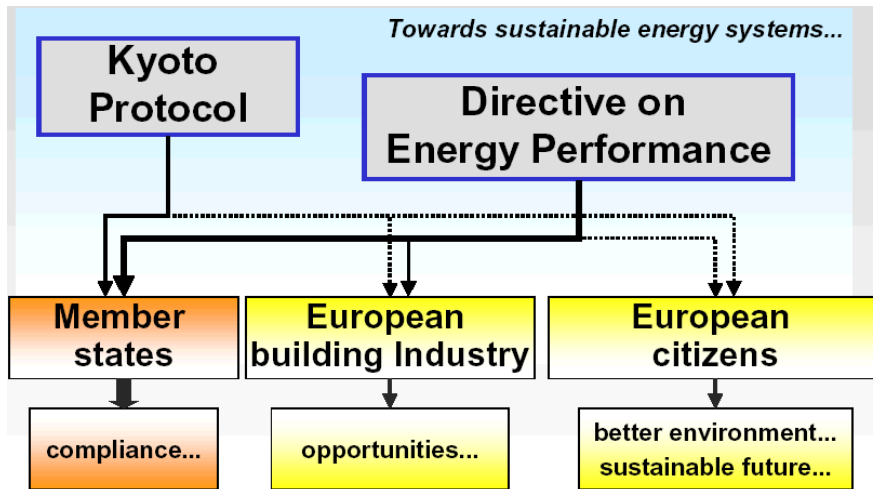 Towards sustainable energy systems...
Kyoto
Protocol
Directive on
Energy Performance
Member
states
European
building Industry
European
citizens
compliance...
opportunities...
better environment...
sustainable future...